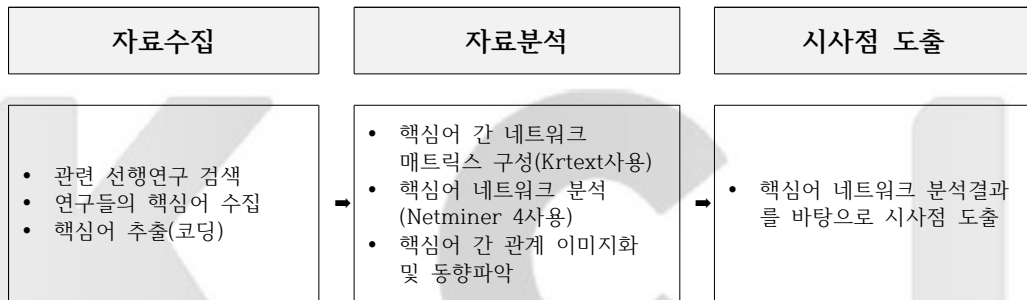 자료수집
자료분석
시사점 도출
• 관련 선행연구 검색
• 연구들의 핵심어 수집
• 핵심어 추출(코딩)
➡
• 핵심어 간 네트워크
매트릭스 구성(Krtext사용)
• 핵심어 네트워크 분석
(Netminer 4사용)
• 핵심어 간 관계 이미지화
및 동향파악
➡
• 핵심어 네트워크 분석결과
를 바탕으로 시사점 도출
KCI